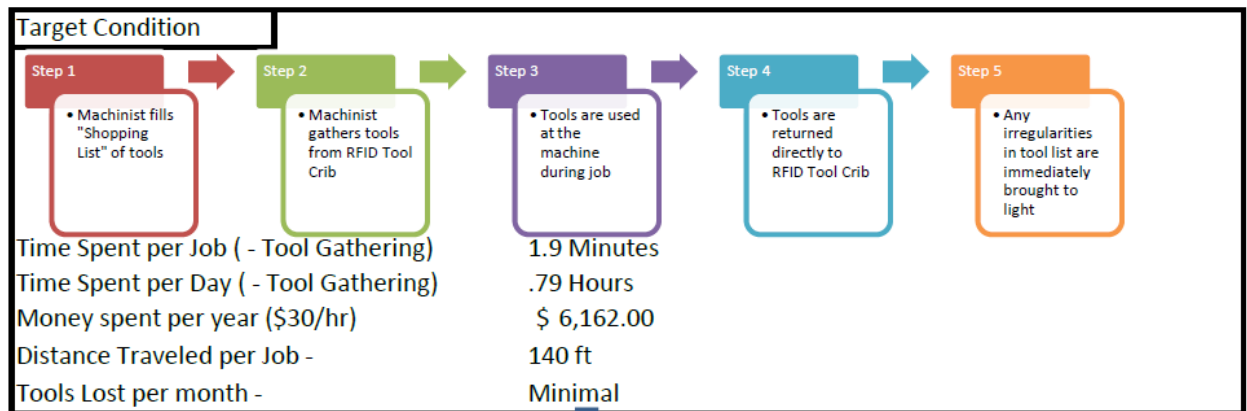 Target Condition
Step 1
• Machinist fills
"Shopping
List" of tools
Step 2
• Machinist
gathers tools
from RFID Tool
Crib
Step 3
• Tools are used
at the
machine
during job
Step 4
• Tools are
returned
directly to
RFID Tool Crib
Step 5
• Any
irregularities
in tool list are
immediately
brought to
light
Time Spent per Job ( - Tool Gathering) 1.9 Minutes
Time Spent per Day ( - Tool Gathering) .79 Hours
Money spent per year ($30/hr) $ 6,162.00
Distance Traveled per Job - 140 ft
Tools Lost per month - Minimal